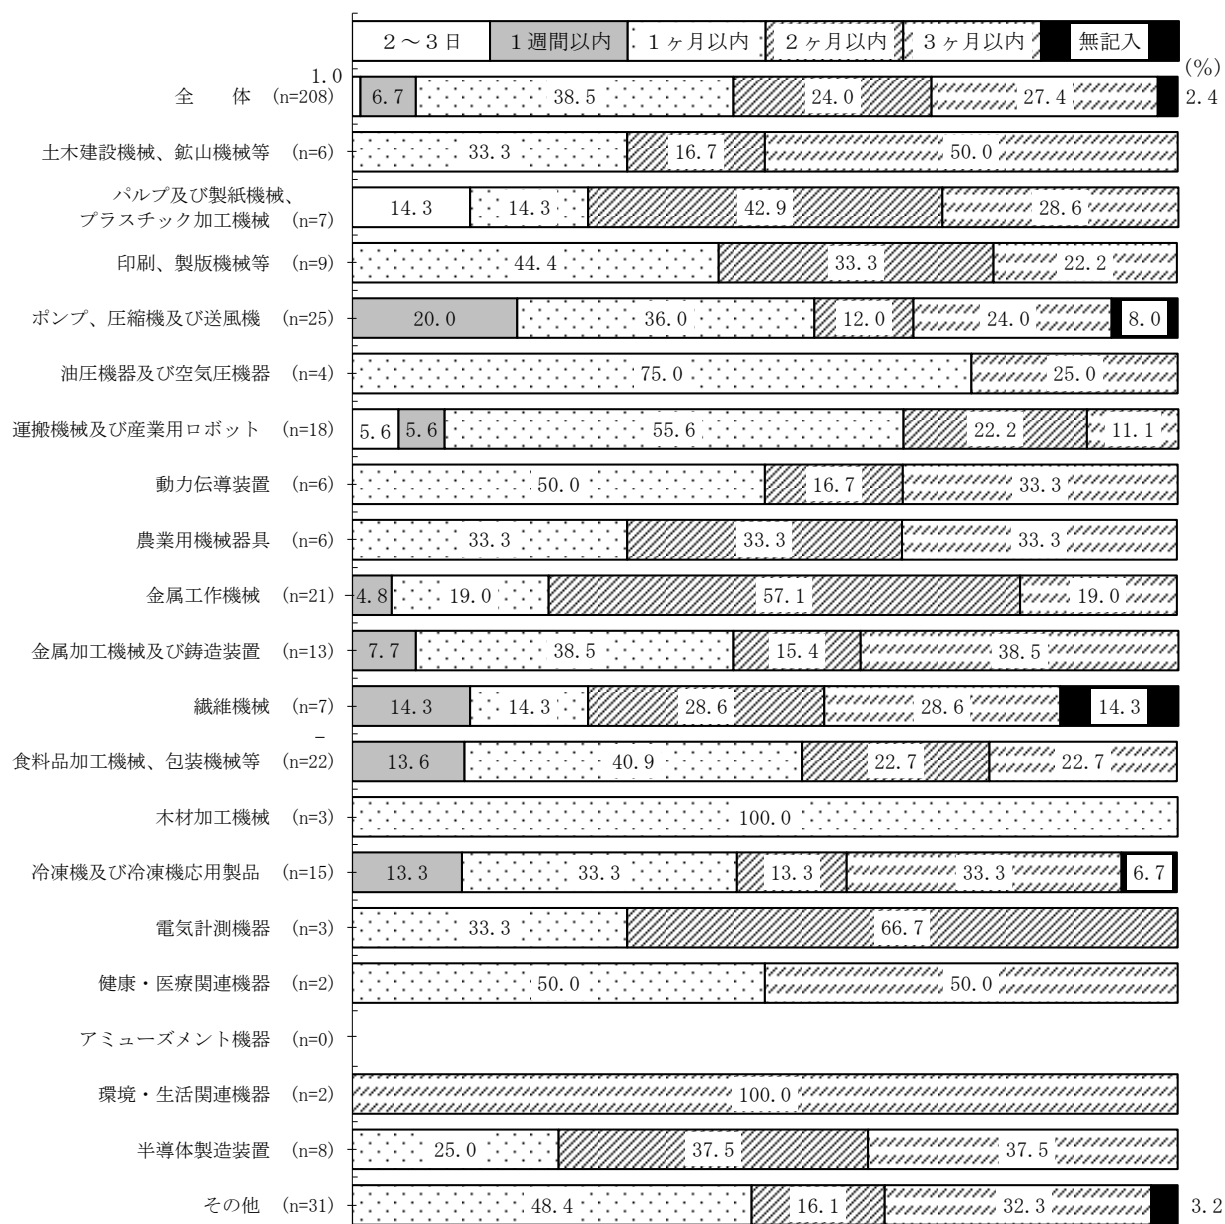 ２～３日 １週間以内 １ヶ月以内 ２ヶ月以内 ３ヶ月以内 無記入
(%)
1.0
全　体 (n=208) 6.7 38.5 24.0 27.4 2.4
土木建設機械、鉱山機械等 (n=6) 33.3 16.7 50.0
パルプ及び製紙機械、
プラスチック加工機械 (n=7) 14.3 14.3 42.9 28.6
印刷、製版機械等 (n=9) 44.4 33.3 22.2
ポンプ、圧縮機及び送風機 (n=25) 20.0 36.0 12.0 24.0 8.0
油圧機器及び空気圧機器 (n=4) 75.0 25.0
運搬機械及び産業用ロボット (n=18) 5.6 5.6 55.6 22.2 11.1
動力伝導装置 (n=6) 50.0 16.7 33.3
農業用機械器具 (n=6) 33.3 33.3 33.3
金属工作機械 (n=21) 4.8 19.0 57.1 19.0
金属加工機械及び鋳造装置 (n=13) 7.7 38.5 15.4 38.5
繊維機械 (n=7) 14.3 14.3 28.6 28.6 14.3
食料品加工機械、包装機械等 (n=22) 13.6 40.9 22.7 22.7
木材加工機械 (n=3) 100.0
冷凍機及び冷凍機応用製品 (n=15) 13.3 33.3 13.3 33.3 6.7
電気計測機器 (n=3) 33.3 66.7
健康・医療関連機器 (n=2) 50.0 50.0
アミューズメント機器 (n=0)
環境・生活関連機器 (n=2) 100.0
半導体製造装置 (n=8) 25.0 37.5 37.5
その他 (n=31) 48.4 16.1 32.3 3.2